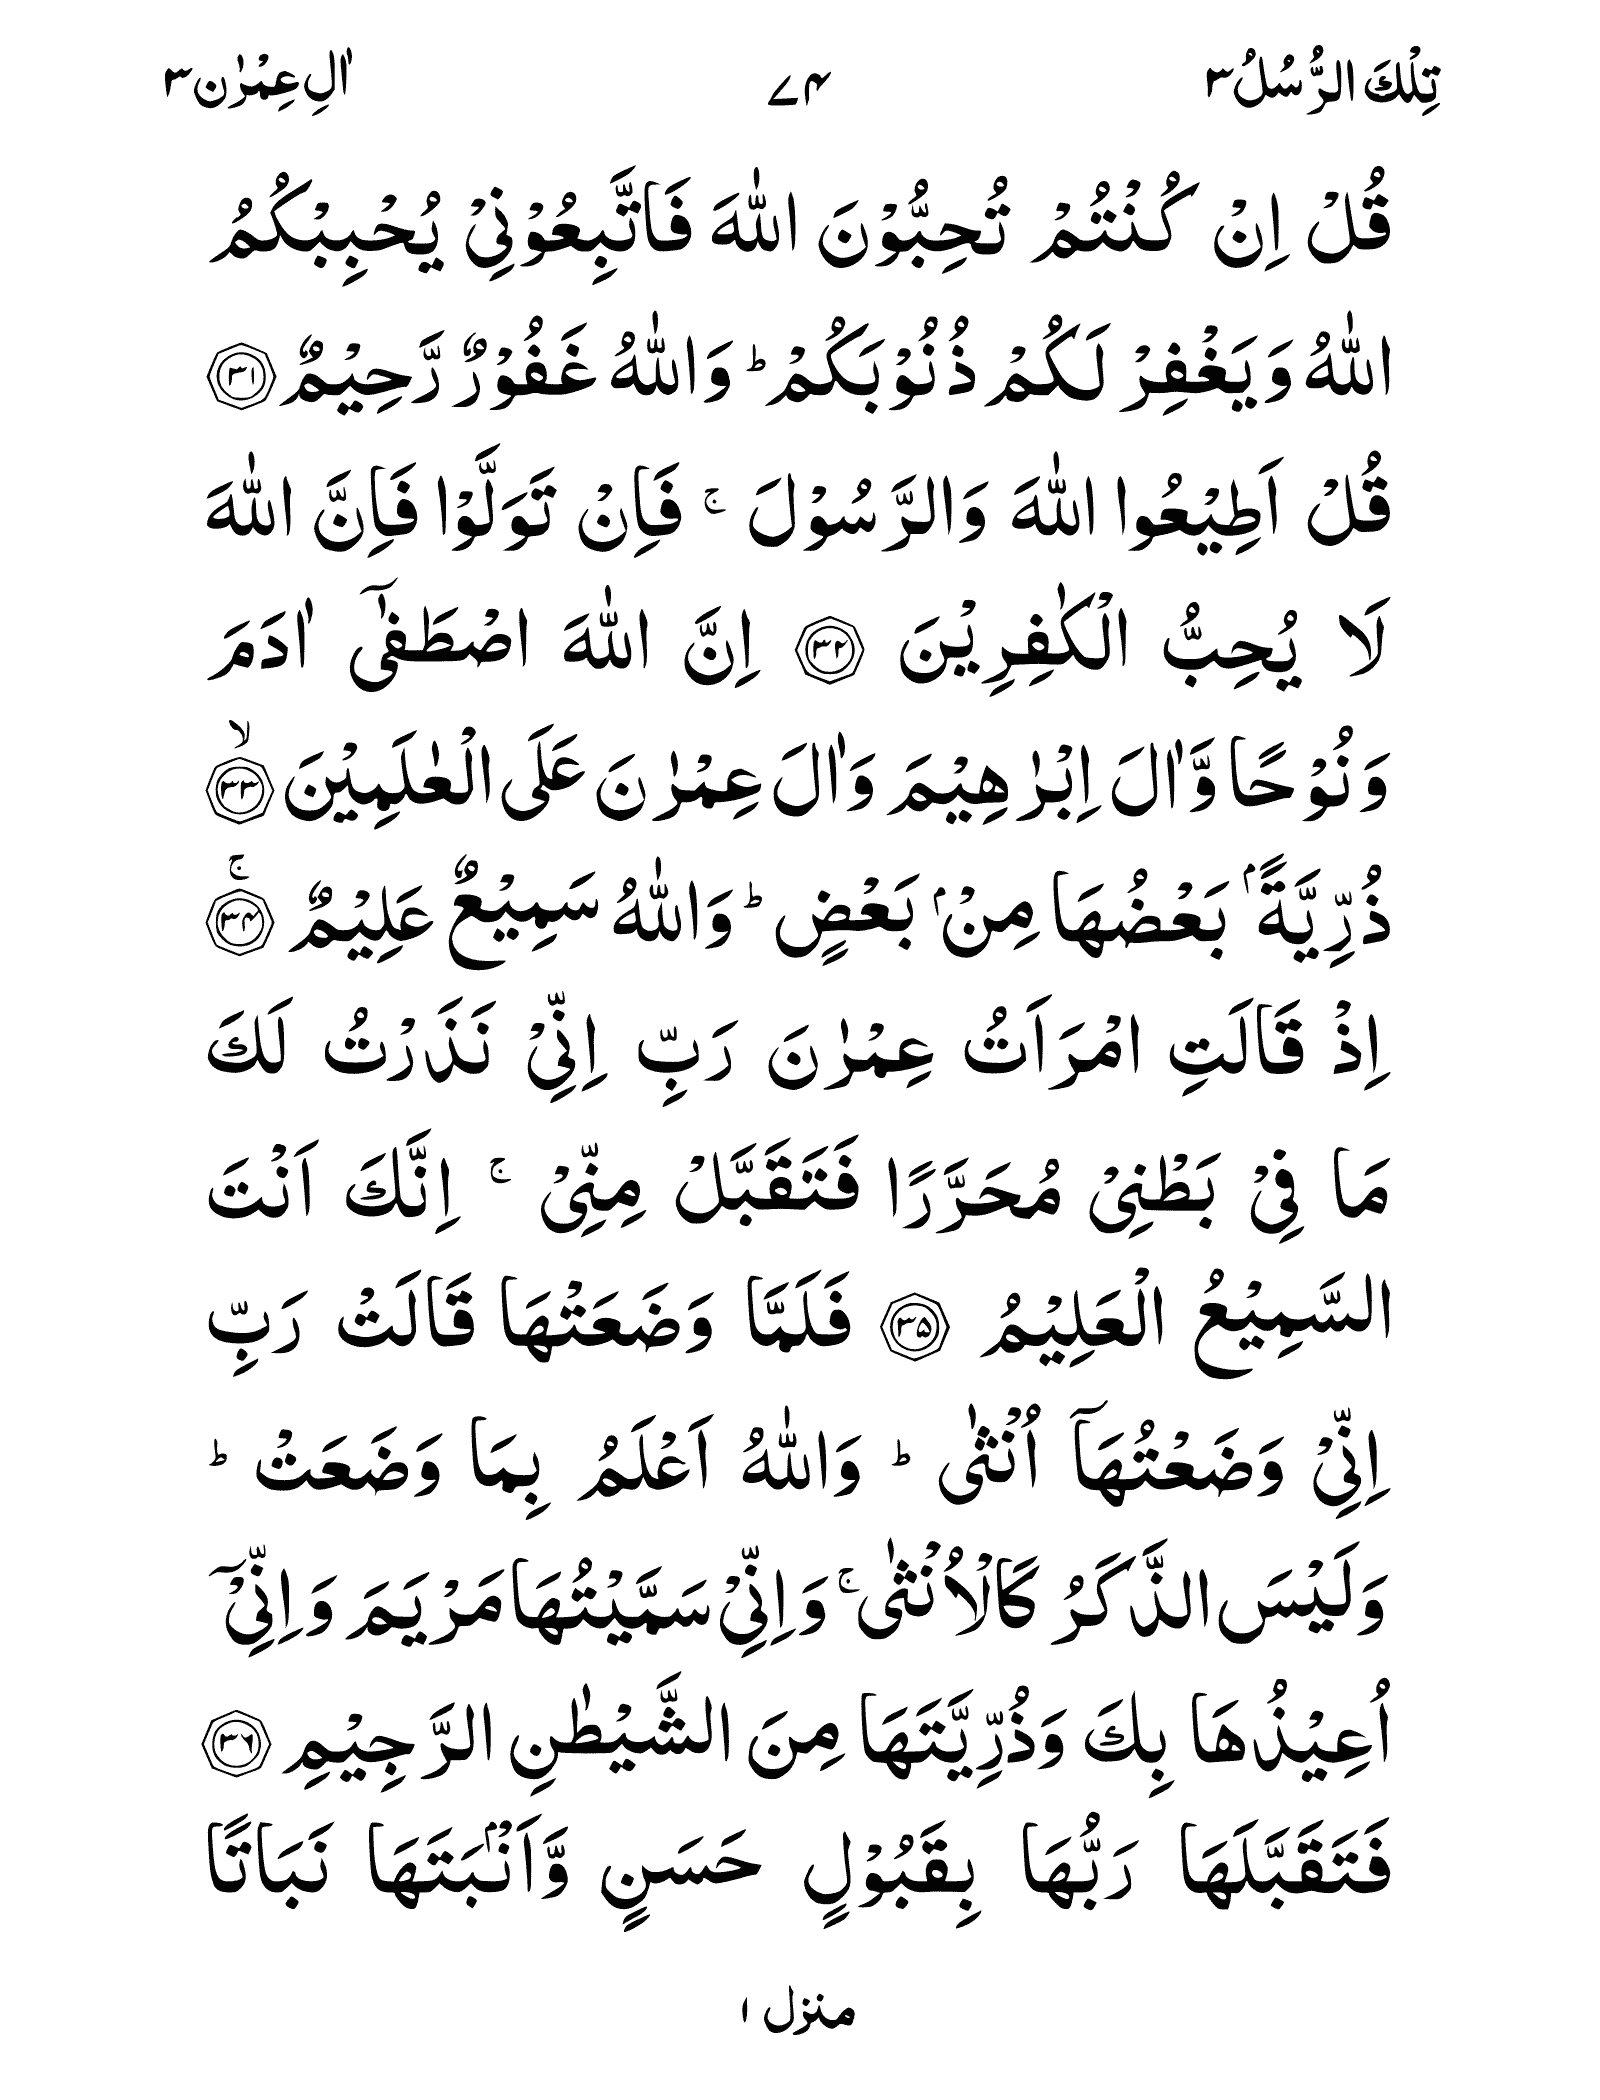 تِلْكَ الرُّسُلُ ٣ ٧٤ اٰلِ عِمْرٰن ٣
قُلْ اِنْ كُنْتُمْ تُحِبُّوْنَ اللّٰهَ فَاتَّبِعُوْنِیْ یُحْبِبْكُمُ
اللّٰهُ وَیَغْفِرْ لَكُمْ ذُنُوْبَكُمْ ؕ وَاللّٰهُ غَفُوْرٌ رَّحِیْمٌ ۝۳۱
قُلْ اَطِیْعُوا اللّٰهَ وَالرَّسُوْلَ ۚ فَاِنْ تَوَلَّوْا فَاِنَّ اللّٰهَ
لَا یُحِبُّ الْكٰفِرِیْنَ ۝۳۲ اِنَّ اللّٰهَ اصْطَفٰۤی اٰدَمَ
وَنُوْحًا وَّاٰلَ اِبْرٰهِیْمَ وَاٰلَ عِمْرٰنَ عَلَی الْعٰلَمِیْنَ ۝۳۳ۙ
ذُرِّیَّةًۢ بَعْضُهَا مِنْۢ بَعْضٍ ؕ وَاللّٰهُ سَمِیْعٌ عَلِیْمٌ ۝۳۴ۚ
اِذْ قَالَتِ امْرَاَتُ عِمْرٰنَ رَبِّ اِنِّیْ نَذَرْتُ لَكَ
مَا فِیْ بَطْنِیْ مُحَرَّرًا فَتَقَبَّلْ مِنِّیْ ۚ اِنَّكَ اَنْتَ
السَّمِیْعُ الْعَلِیْمُ ۝۳۵ فَلَمَّا وَضَعَتْهَا قَالَتْ رَبِّ
اِنِّیْ وَضَعْتُهَاۤ اُنْثٰی ؕ وَاللّٰهُ اَعْلَمُ بِمَا وَضَعَتْ ؕ
وَلَیْسَ الذَّكَرُ كَالْاُنْثٰی ۚ وَاِنِّیْ سَمَّیْتُهَا مَرْیَمَ وَاِنِّیْۤ
اُعِیْذُهَا بِكَ وَذُرِّیَّتَهَا مِنَ الشَّیْطٰنِ الرَّجِیْمِ ۝۳۶
فَتَقَبَّلَهَا رَبُّهَا بِقَبُوْلٍ حَسَنٍ وَّاَنْۢبَتَهَا نَبَاتًا
منزل ۱